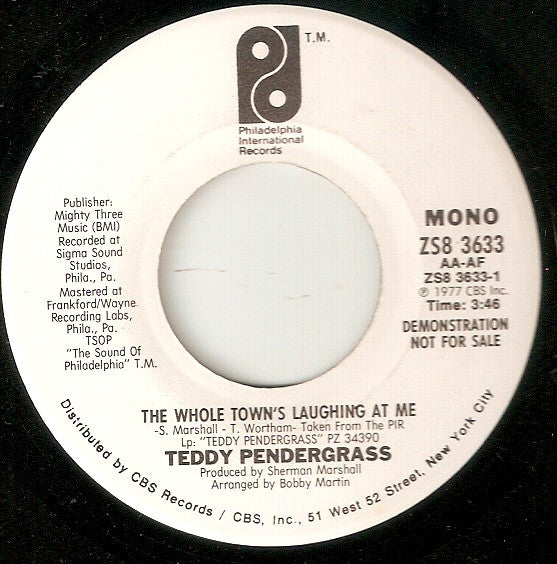 T.M.
Philadelphia
International
Records
Publisher:
Mighty Three
Music (BMI)
Recorded at
Sigma Sound
Studios,
Phila., Pa.
Mastered at
Frankford/Wayne
Recording Labs,
Phila., Pa.
TSOP
"The Sound Of
Philadelphia" T.M.
MONO
ZS8 3633
AA-AF
ZS8 3633-1
℗ 1977 CBS Inc.
Time: 3:46
DEMONSTRATION
NOT FOR SALE
THE WHOLE TOWN'S LAUGHING AT ME
-S. Marshall - T. Wortham- Taken From The PIR
Lp: "TEDDY PENDERGRASS" PZ 34390
TEDDY PENDERGRASS
Produced by Sherman Marshall
Arranged by Bobby Martin
Distributed by CBS Records / CBS, Inc., 51 West 52 Street, New York City